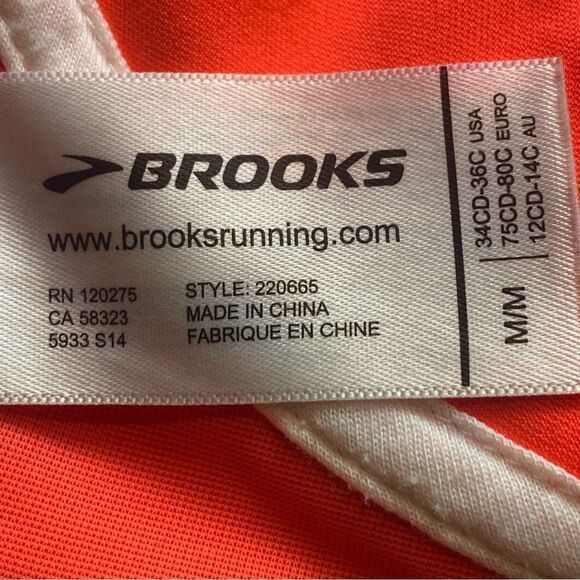 BROOKS
www.brooksrunning.com
RN 120275
CA 58323
5933 S14
STYLE: 220665
MADE IN CHINA
FABRIQUE EN CHINE
34CD-36C USA
75CD-80C EURO
12CD-14C AU
M/M